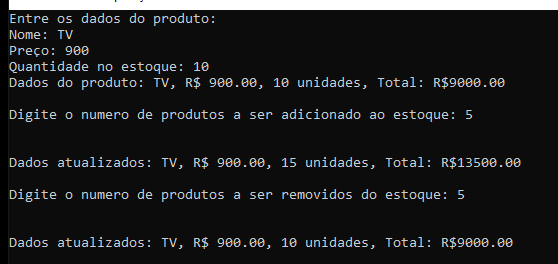 Entre os dados do produto:
Nome: TV
Preço: 900
Quantidade no estoque: 10
Dados do produto: TV, R$ 900.00, 10 unidades, Total: R$9000.00
Digite o numero de produtos a ser adicionado ao estoque: 5
Dados atualizados: TV, R$ 900.00, 15 unidades, Total: R$13500.00
Digite o numero de produtos a ser removidos do estoque: 5
Dados atualizados: TV, R$ 900.00, 10 unidades, Total: R$9000.00